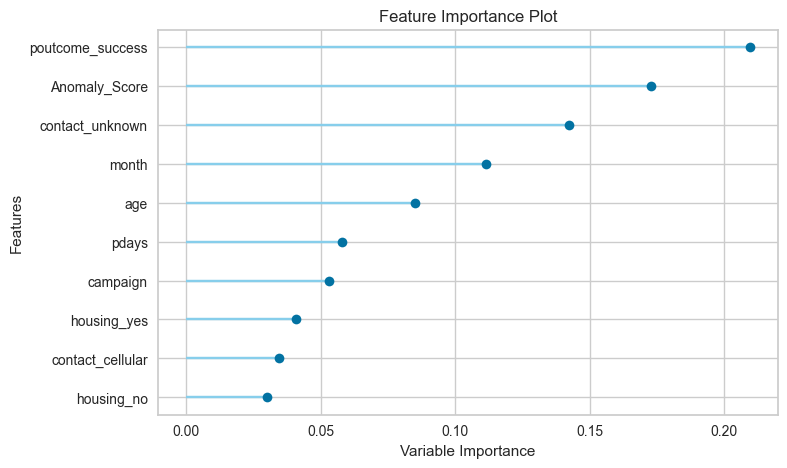 Feature Importance Plot
Features
poutcome_success
Anomaly_Score
contact_unknown
month
age
pdays
campaign
housing_yes
contact_cellular
housing_no
0.00 0.05 0.10 0.15 0.20
Variable Importance